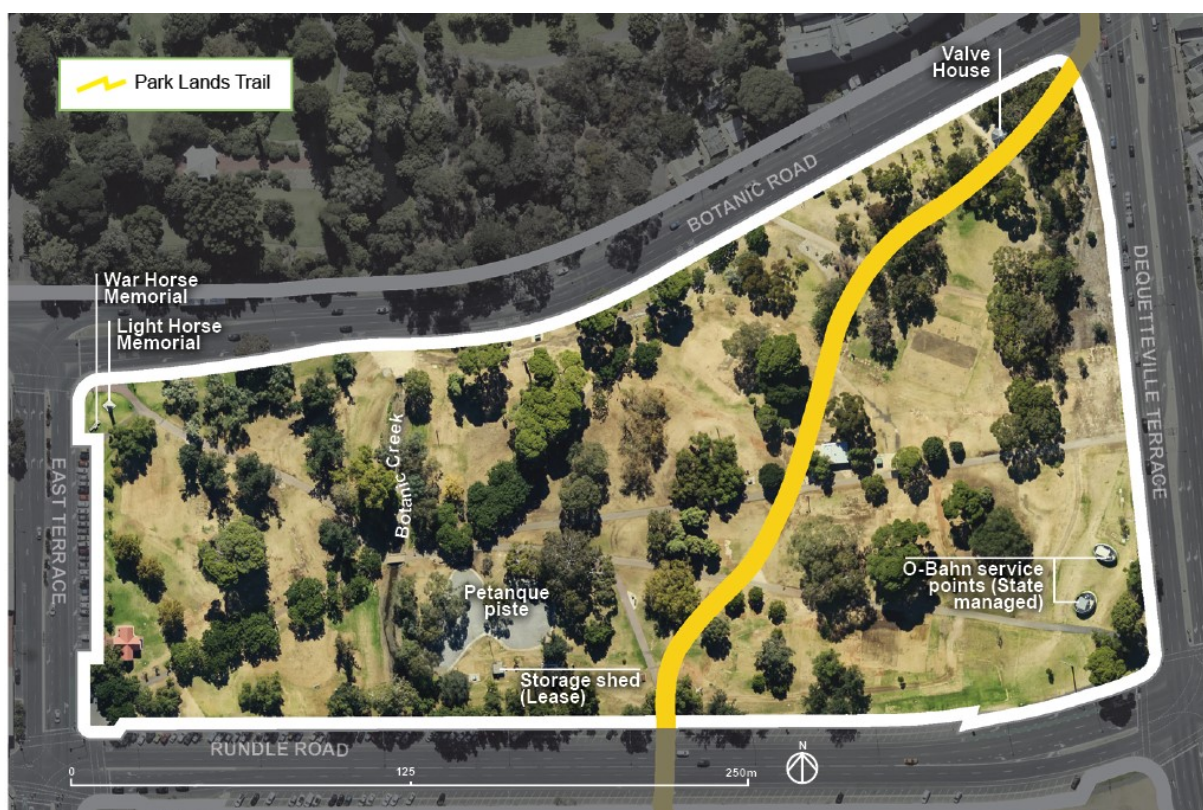 Park Lands Trail
Valve
House
BOTANIC ROAD
War Horse
Memorial
Light Horse
Memorial
DEQUETTEVILLE TERRACE
EAST TERRACE
Botanic Creek
O-Bahn service
points (State
managed)
Petanque
piste
Storage shed
(Lease)
RUNDLE ROAD
N
0 125 250m